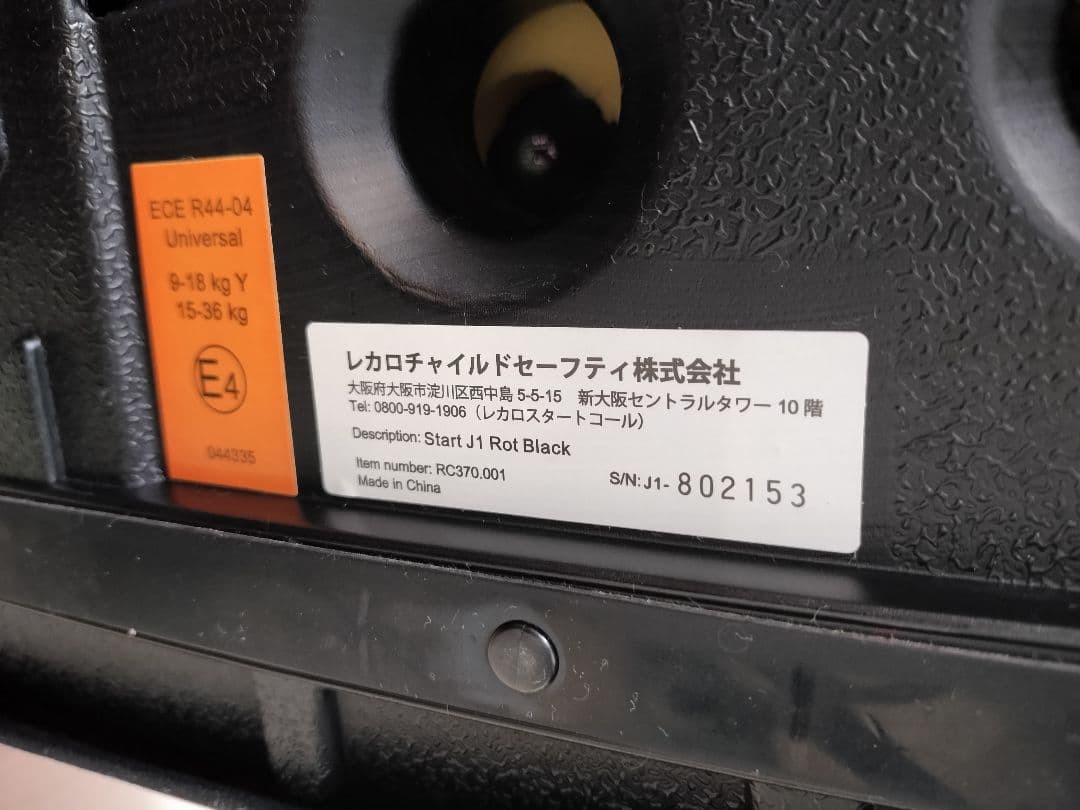 ECE R44-04
Universal
9-18 kg Y
15-36 kg
E4
044335
レカロチャイルドセーフティ株式会社
大阪府大阪市淀川区西中島 5-5-15 新大阪セントラルタワー 10 階
Tel: 0800-919-1906（レカロスタートコール）
Description: Start J1 Rot Black
Item number: RC370.001
Made in China
S/N: J1- 802153